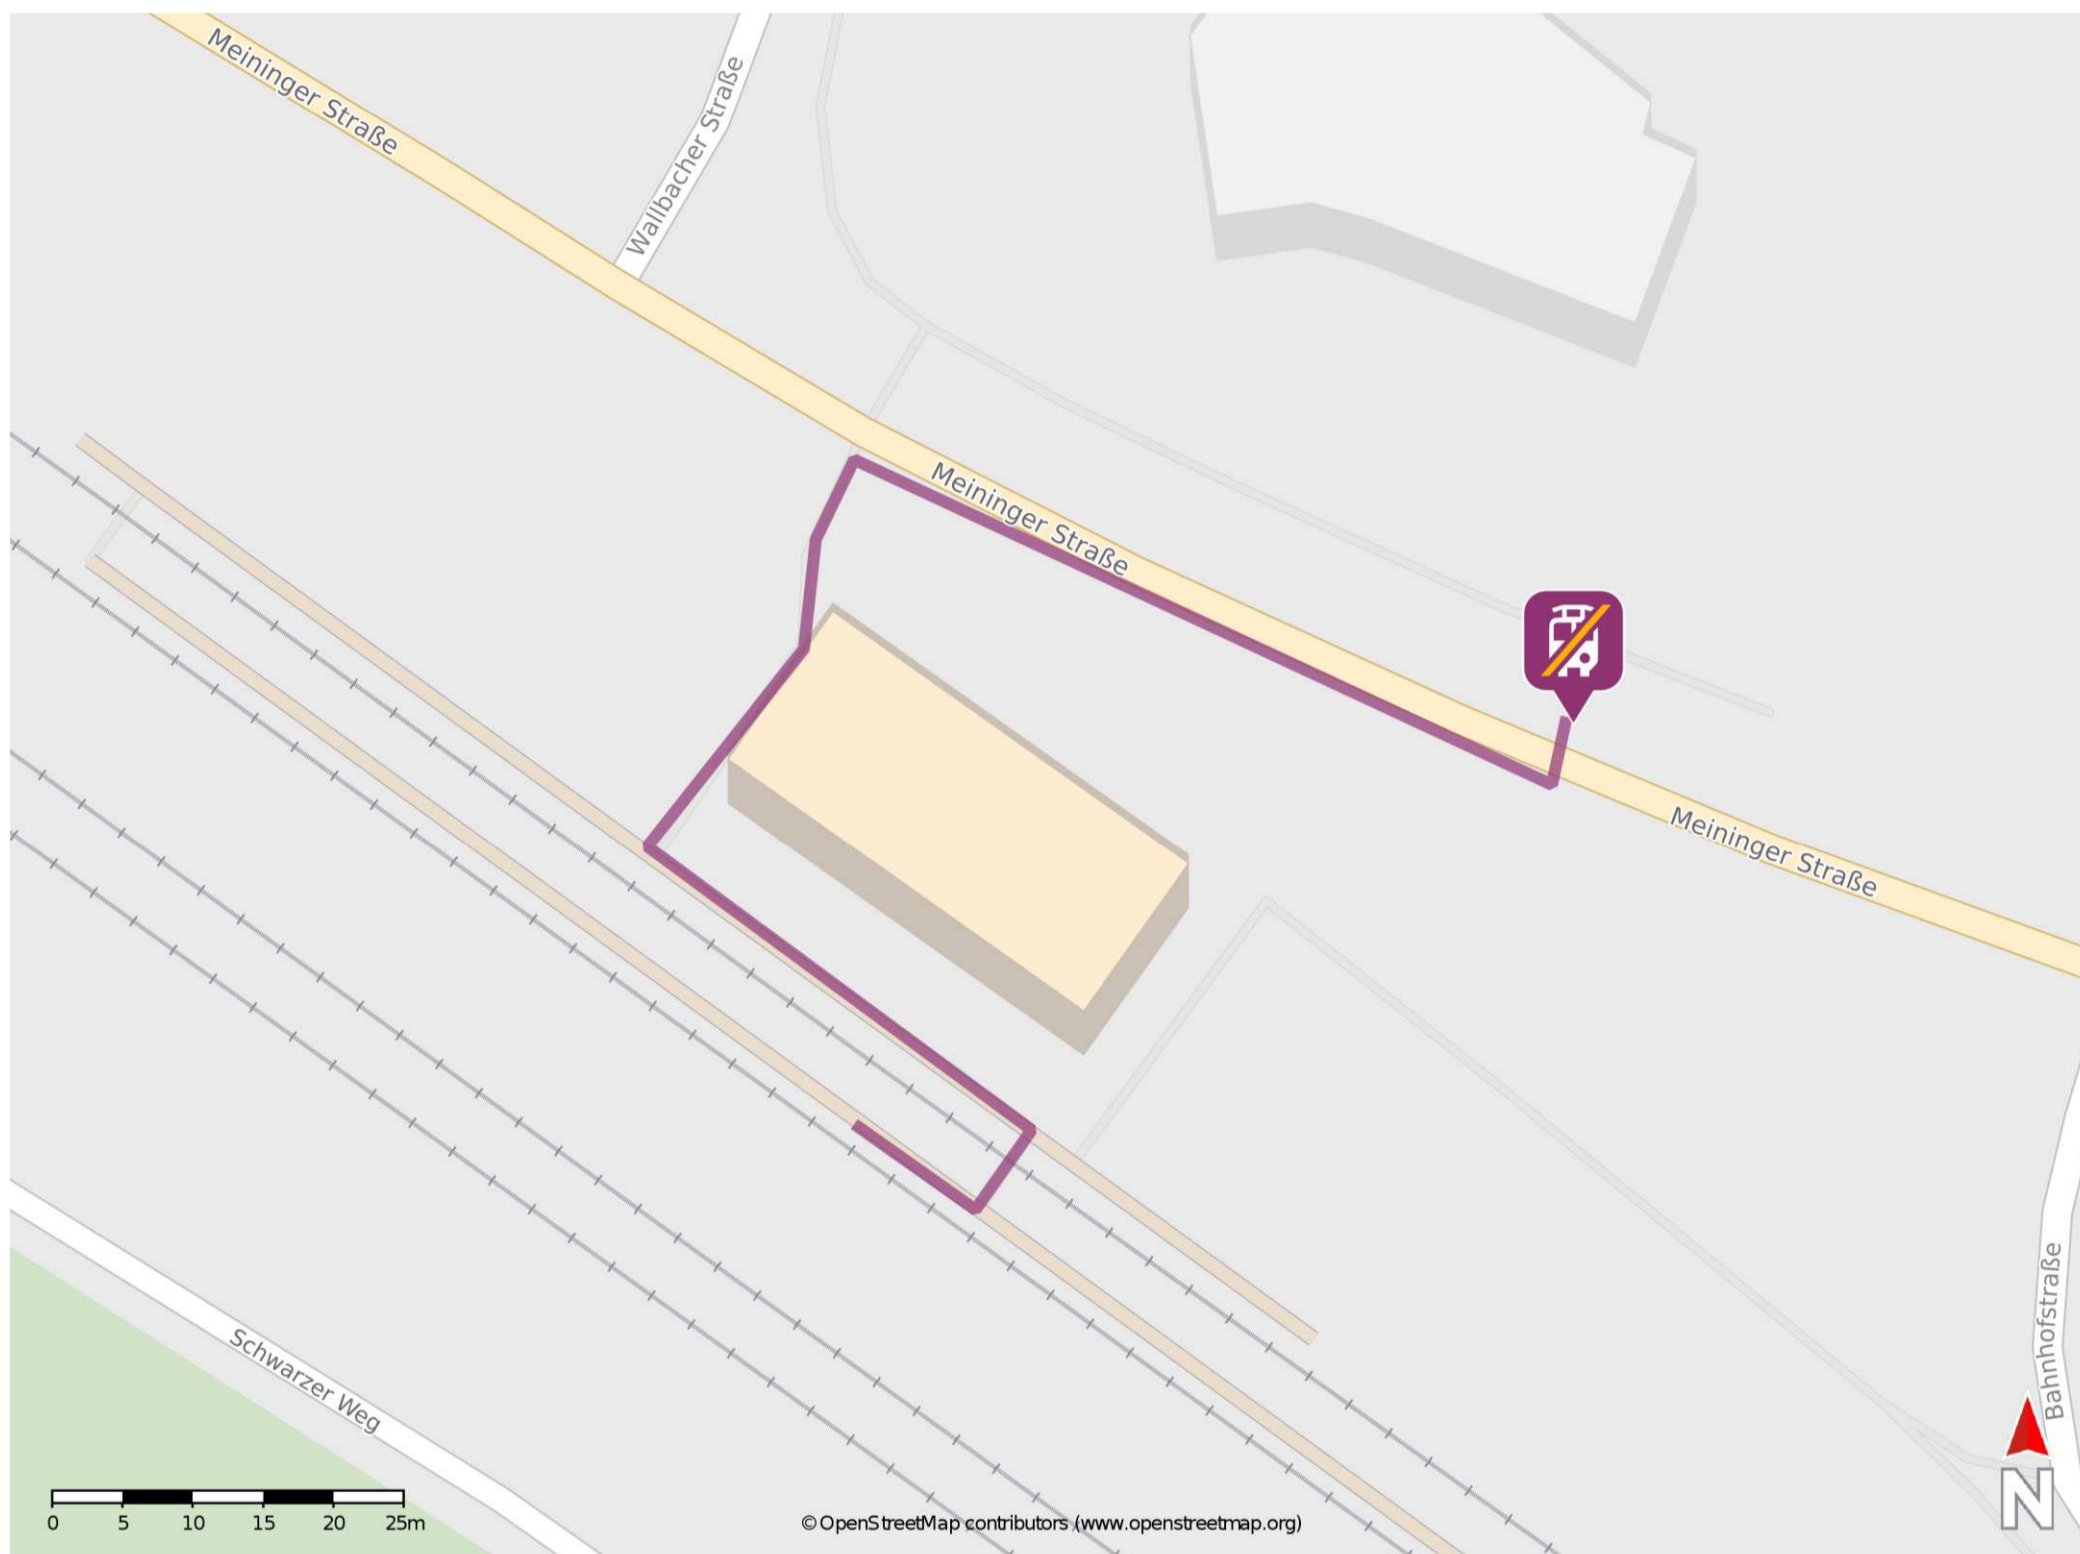 Meininger Straße
Wallbacher Straße
Meininger Straße
Meininger Straße
Bahnhofstraße
Schwarzer Weg
N
0 5 10 15 20 25m
© OpenStreetMap contributors (www.openstreetmap.org)